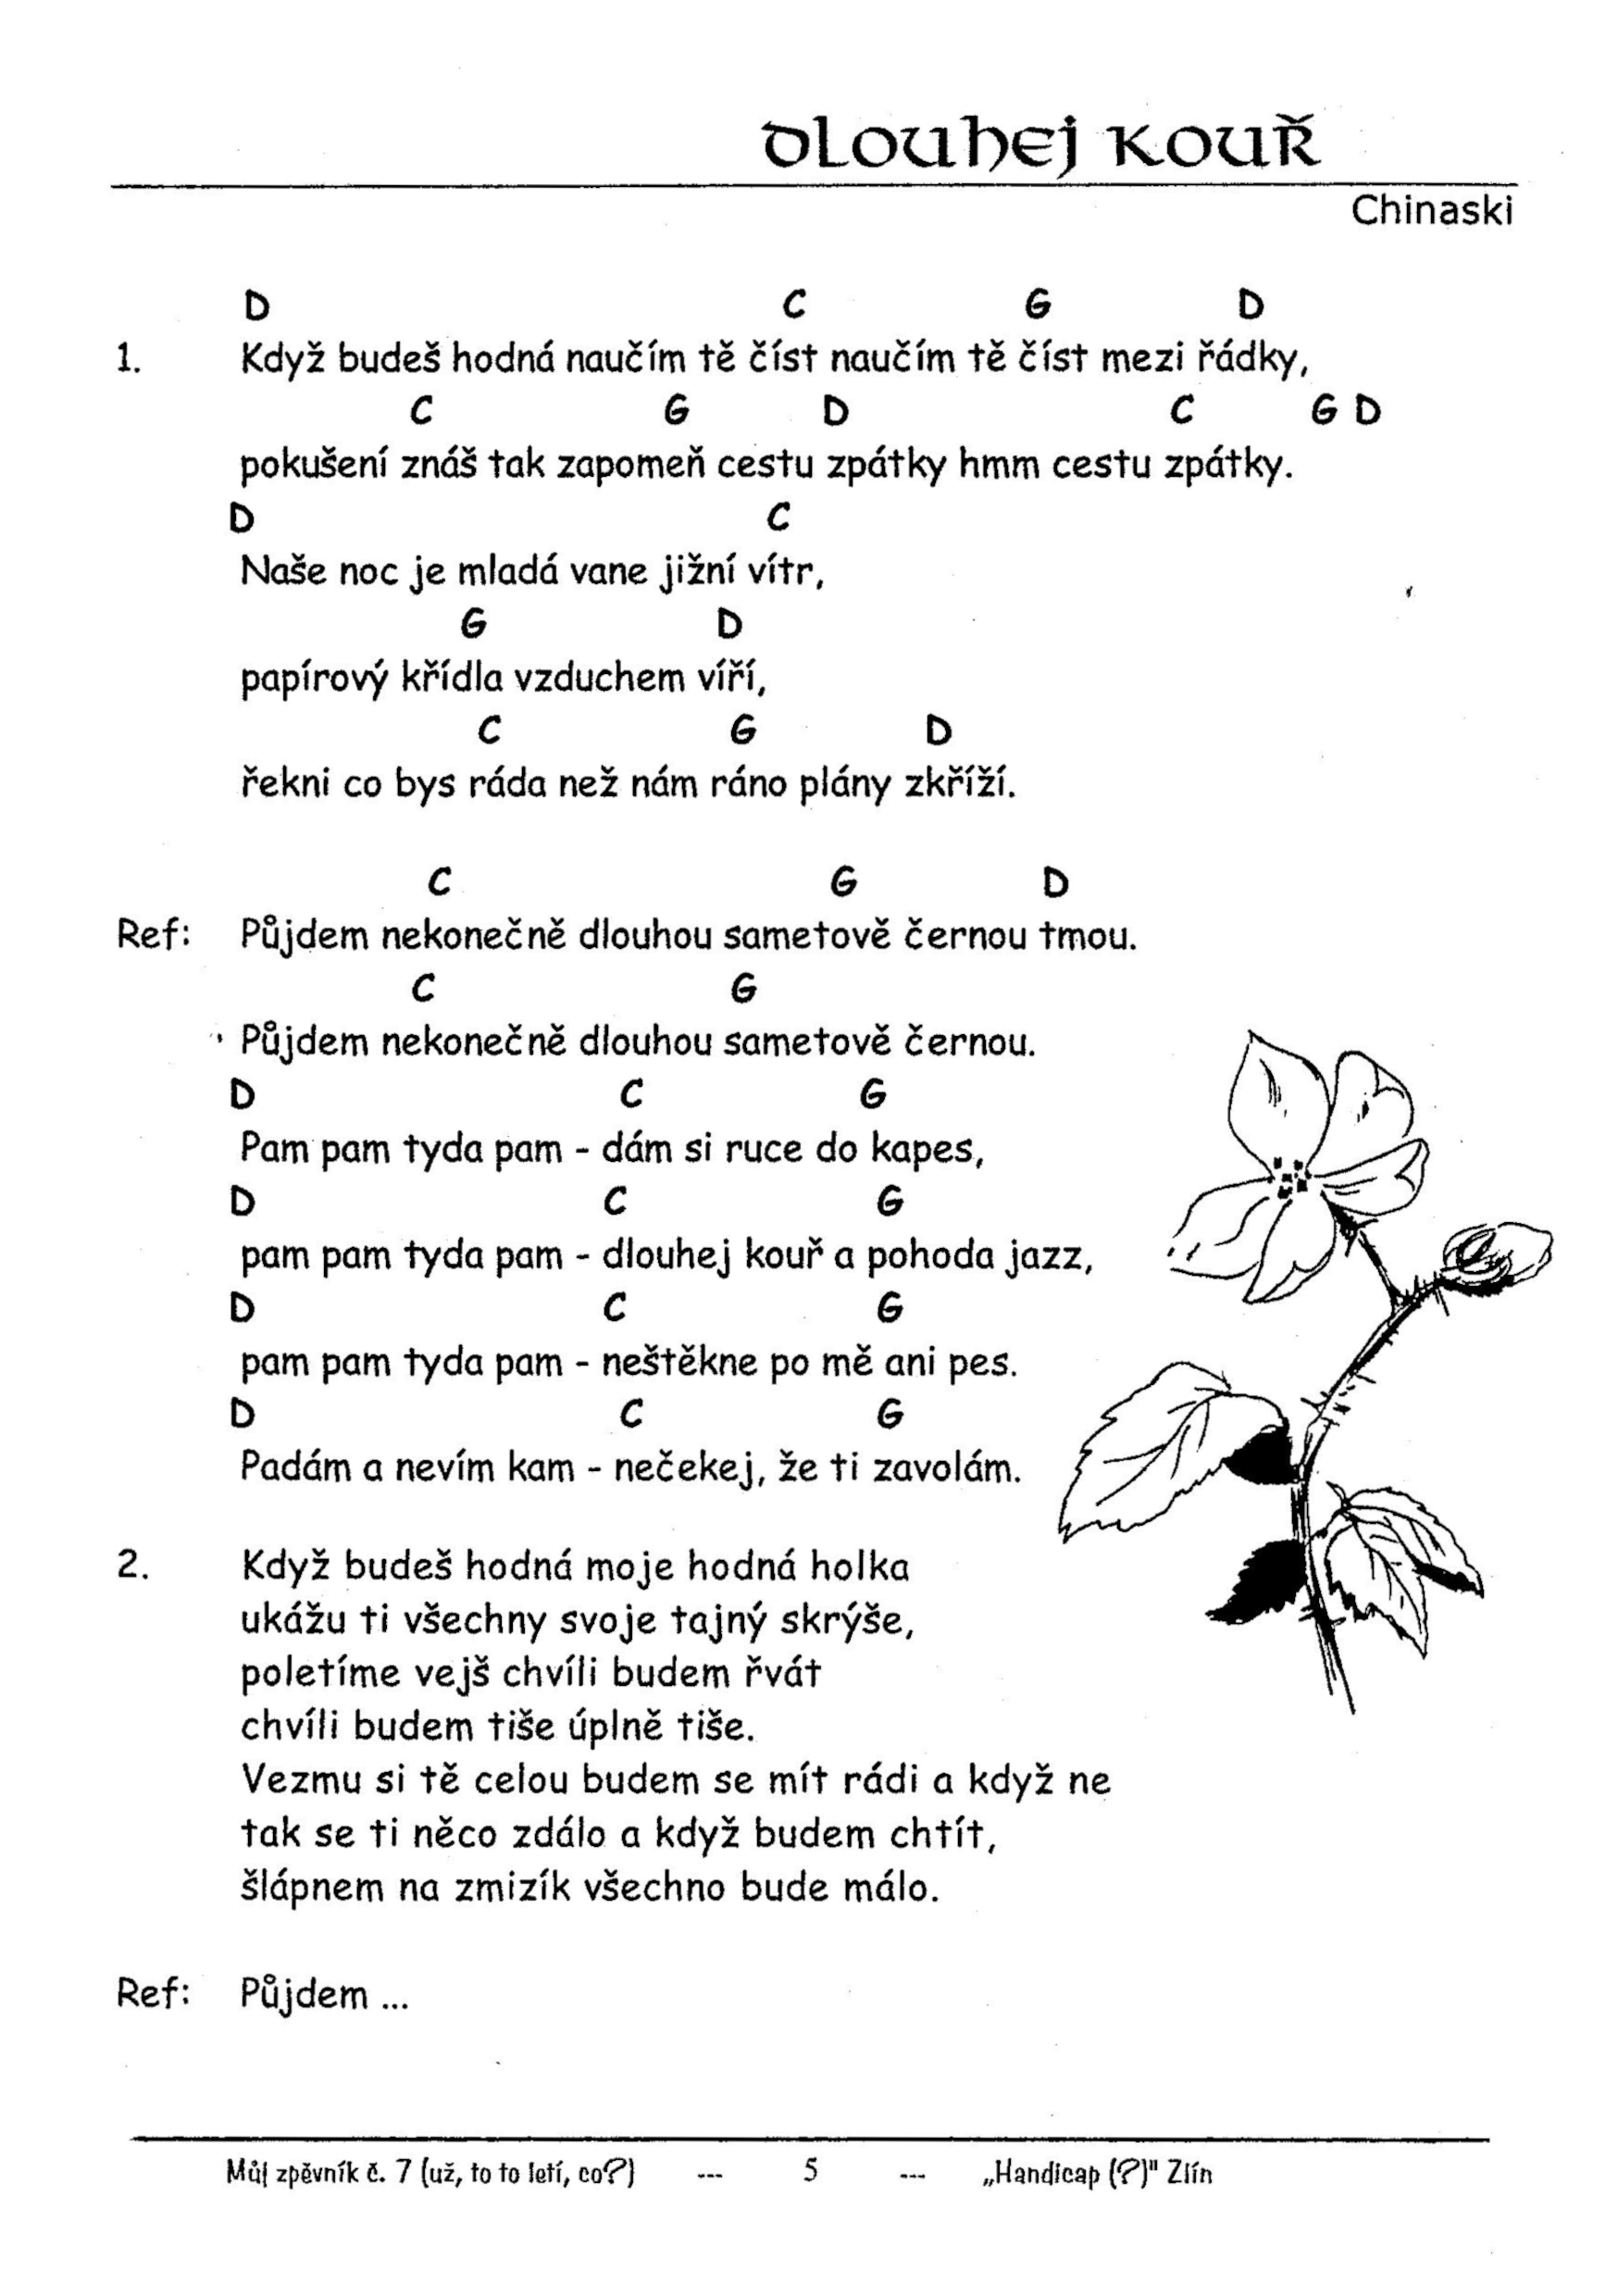 Dlouhej kouř
Chinaski
D C G D
1. Když budeš hodná naučím tě číst naučím tě číst mezi řádky,
C G D C G D
pokušení znáš tak zapomeň cestu zpátky hmm cestu zpátky.
D C
Naše noc je mladá vane jižní vítr,
G D
papírový křídla vzduchem víří,
C G D
řekni co bys ráda než nám ráno plány zkříží.
C G D
Ref: Půjdem nekonečně dlouhou sametově černou tmou.
C G
Půjdem nekonečně dlouhou sametově černou.
D C G
Pam pam tyda pam - dám si ruce do kapes,
D C G
pam pam tyda pam - dlouhej kouř a pohoda jazz,
D C G
pam pam tyda pam - neštěkne po mě ani pes.
D C G
Padám a nevím kam - nečekej, že ti zavolám.
2. Když budeš hodná moje hodná holka
ukážu ti všechny svoje tajný skrýše,
poletíme vejš chvíli budem řvát
chvíli budem tiše úplně tiše.
Vezmu si tě celou budem se mít rádi a když ne
tak se ti něco zdálo a když budem chtít,
šlápnem na zmizík všechno bude málo.
Ref: Půjdem ...
Můj zpěvník č. 7 (už, to to letí, co?) --- 5 --- „Handicap (?)" Zlín